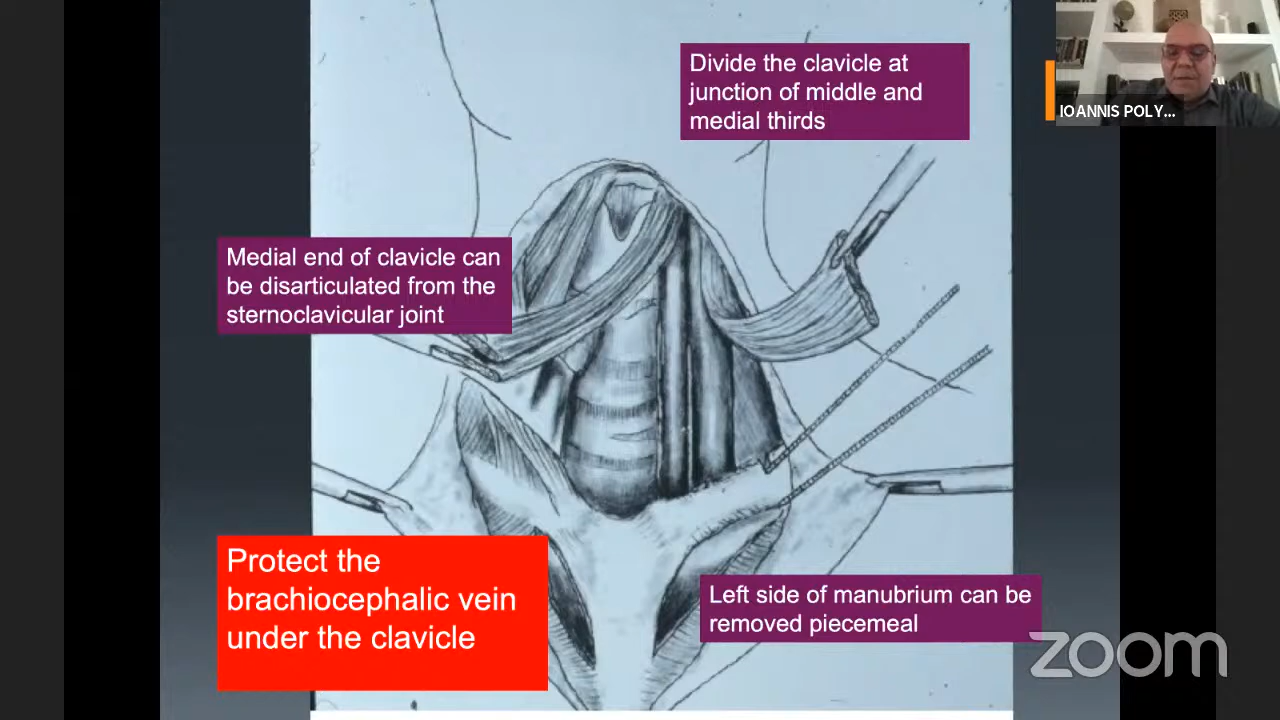 Divide the clavicle at
junction of middle and
medial thirds
IOANNIS POLY...
Medial end of clavicle can
be disarticulated from the
sternoclavicular joint
Protect the
brachiocephalic vein
under the clavicle
Left side of manubrium can be
removed piecemeal
zoom